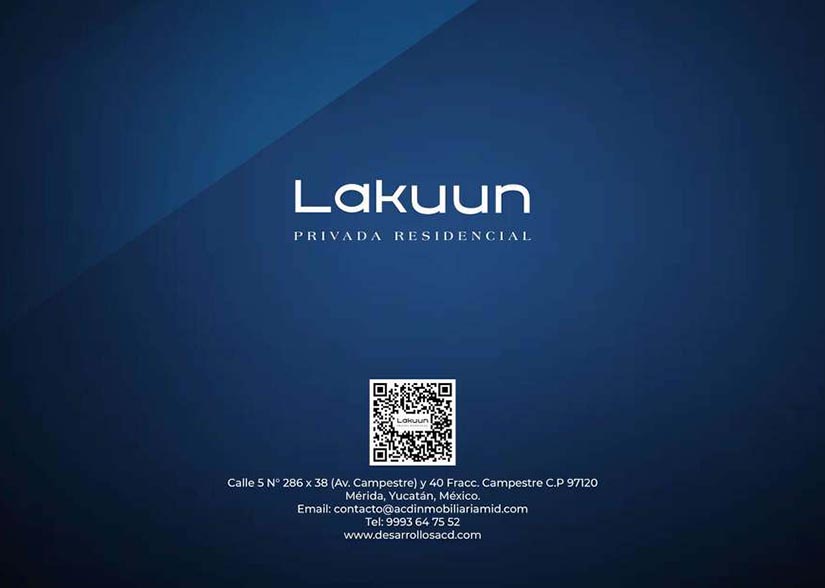 Lakuun
PRIVADA RESIDENCIAL
Lakuun
Calle 5 N° 286 x 38 (Av. Campestre) y 40 Fracc. Campestre C.P 97120
Mérida, Yucatán, México.
Email: contacto@acdinmobiliariamid.com
Tel: 9993 64 75 52
www.desarrollosacd.com